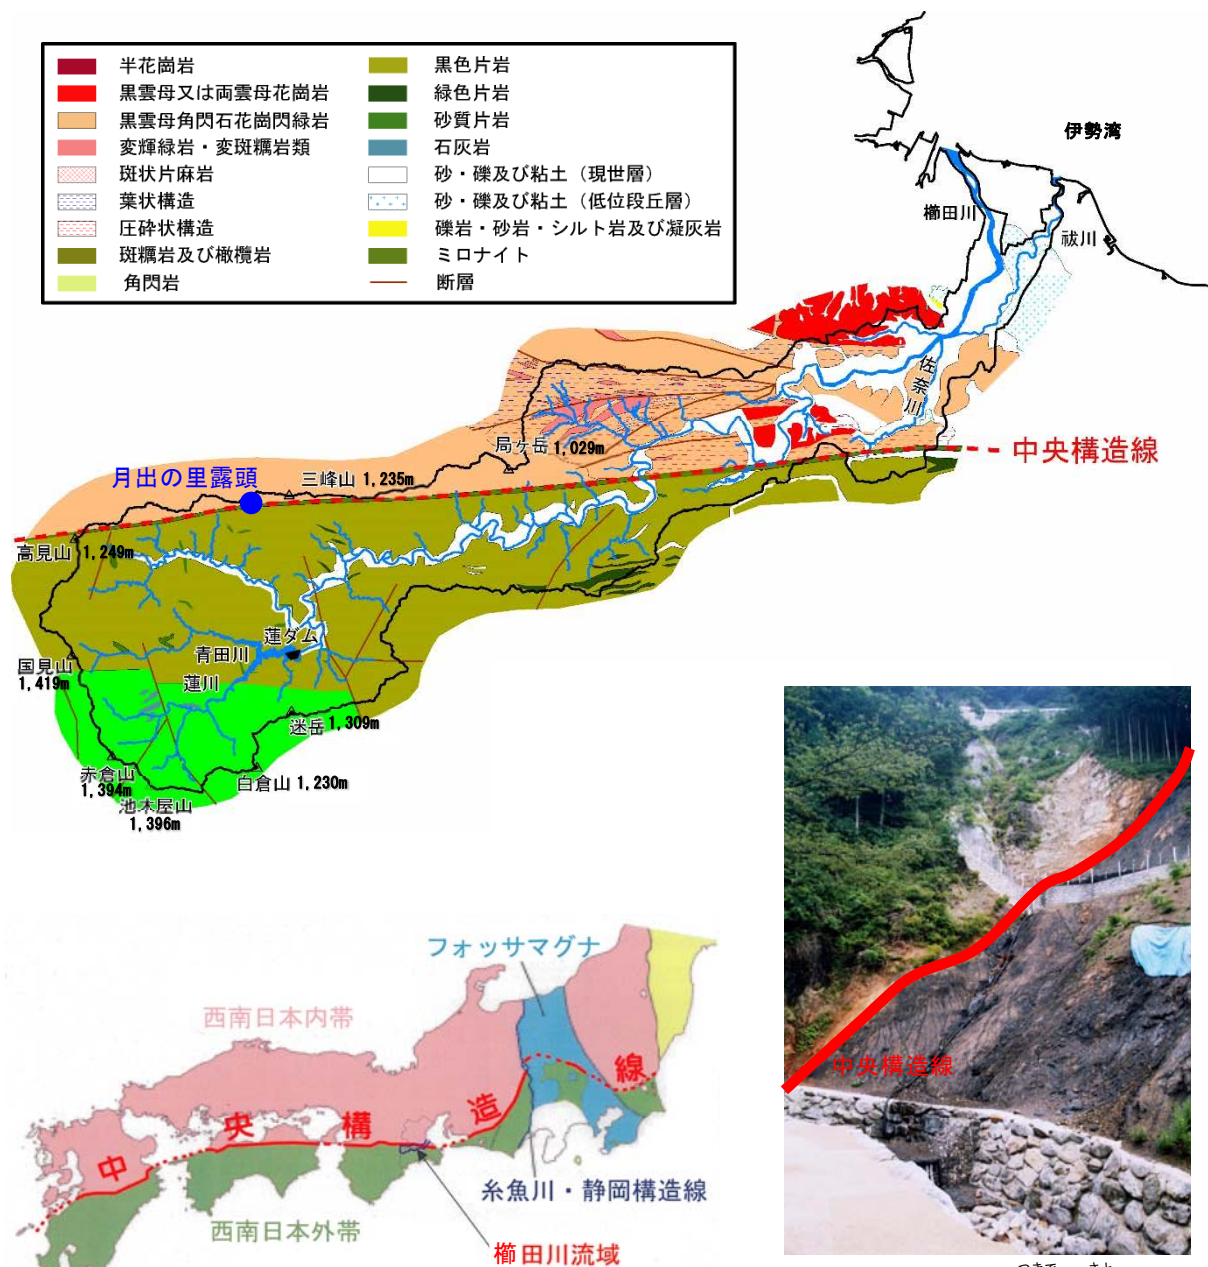 半花崗岩
黒雲母又は両雲母花崗岩
黒雲母角閃石花崗閃緑岩
変輝緑岩・変斑糲岩類
斑状片麻岩
葉状構造
圧砕状構造
斑糲岩及び橄欖岩
角閃岩
黒色片岩
緑色片岩
砂質片岩
石灰岩
砂・礫及び粘土（現世層）
砂・礫及び粘土（低位段丘層）
礫岩・砂岩・シルト岩及び凝灰岩
ミロナイト
断層
伊勢湾
櫛田川
祓川
佐奈川
中央構造線
局ヶ岳 1,029m
月出の里露頭
三峰山 1,235m
高見山 1,249m
蓮ダム
青田川
蓮川
国見山
1,419m
迷岳 1,309m
赤倉山
1,394m
白倉山 1,230m
池木屋山
1,396m
中央構造線
フォッサマグナ
西南日本内帯
中央構造線
糸魚川・静岡構造線
西南日本外帯
櫛田川流域